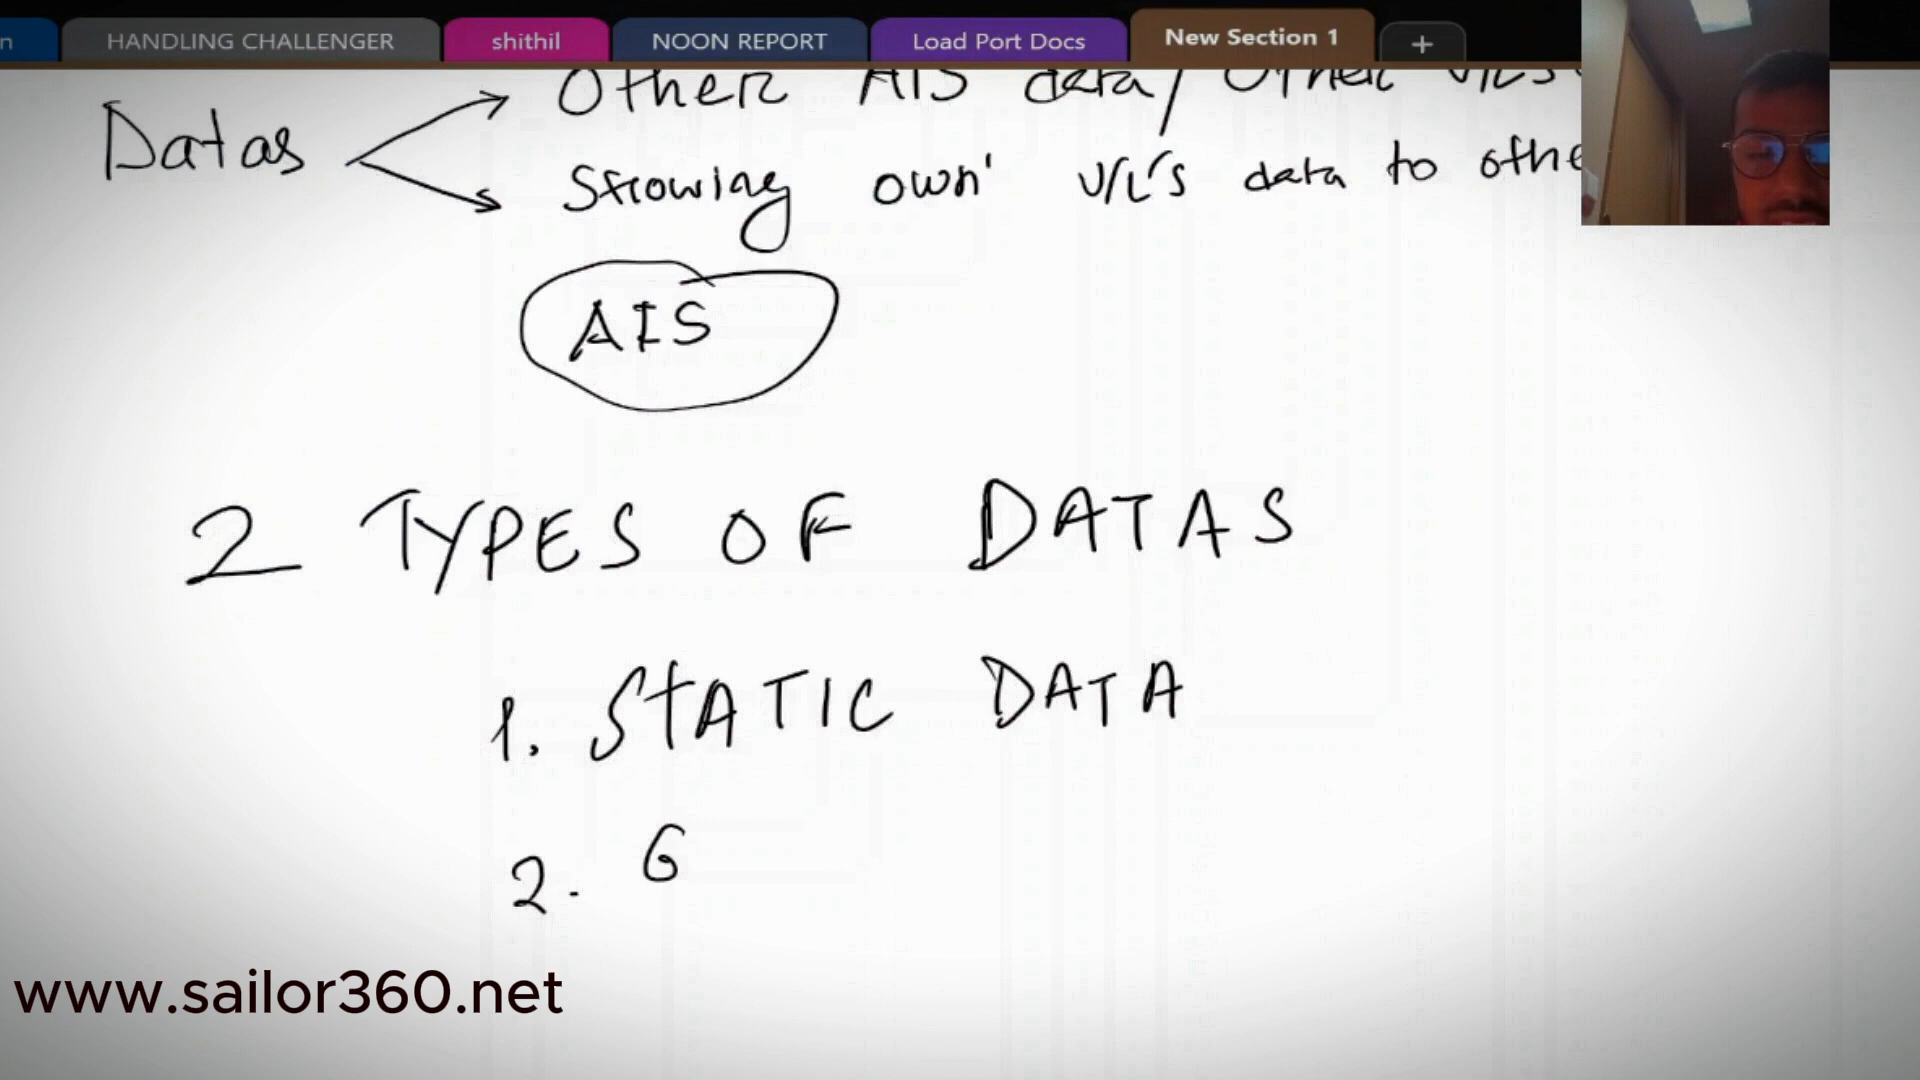 n HANDLING CHALLENGER shithil NOON REPORT Load Port Docs New Section 1 +
Datas Other AIS data/ Other V/L's
Showing own' V/L's data to othe
AIS
2 TYPES OF DATAS
1. STATIC DATA
2. G
www.sailor360.net